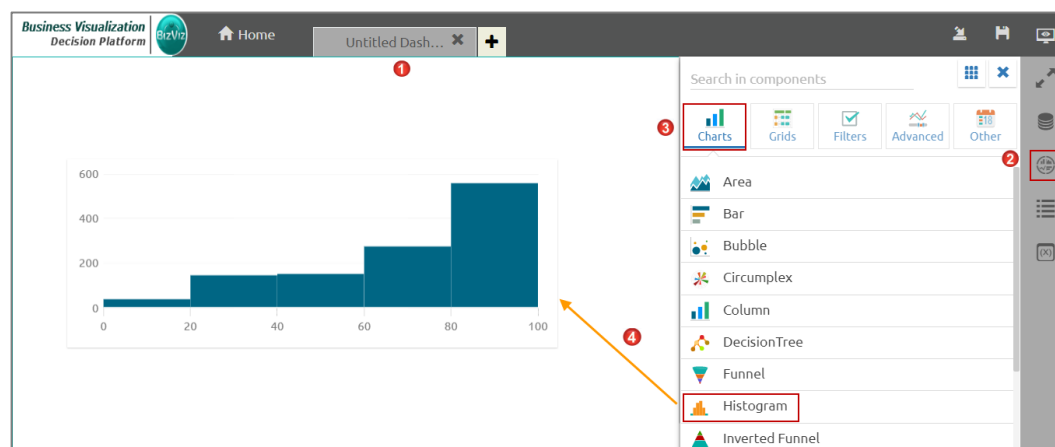 Business Visualization
Decision Platform
BizViz
Home
Untitled Dash...
1
Search in components
3
Charts
Grids
Filters
Advanced
18
Other
2
Area
Bar
Bubble
Circumplex
Column
DecisionTree
Funnel
Histogram
Inverted Funnel
(X)
600
400
200
0
0 20 40 60 80 100
4